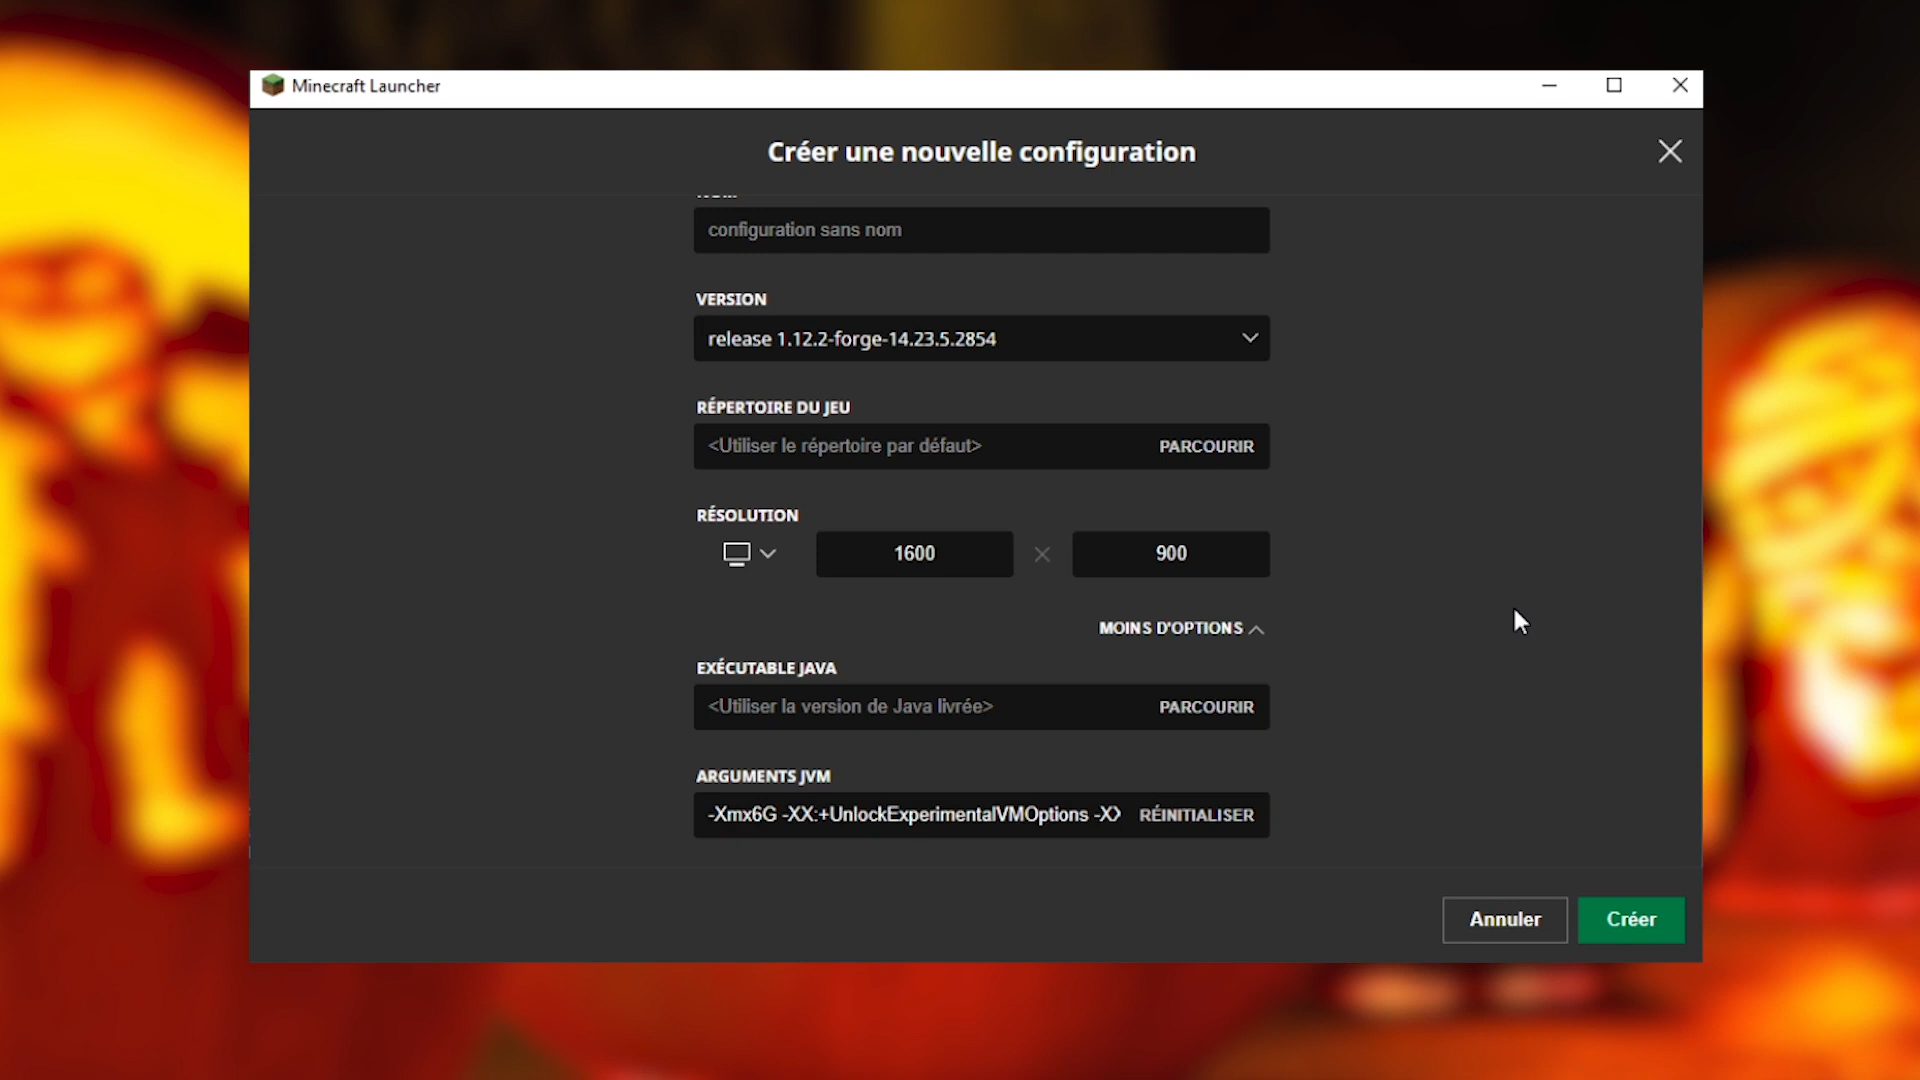 Minecraft Launcher
Créer une nouvelle configuration
configuration sans nom
VERSION
release 1.12.2-forge-14.23.5.2854
RÉPERTOIRE DU JEU
<Utiliser le répertoire par défaut> PARCOURIR
RÉSOLUTION
1600 900
MOINS D'OPTIONS
EXÉCUTABLE JAVA
<Utiliser la version de Java livrée> PARCOURIR
ARGUMENTS JVM
-Xmx6G -XX:+UnlockExperimentalVMOptions -XX RÉINITIALISER
Annuler Créer